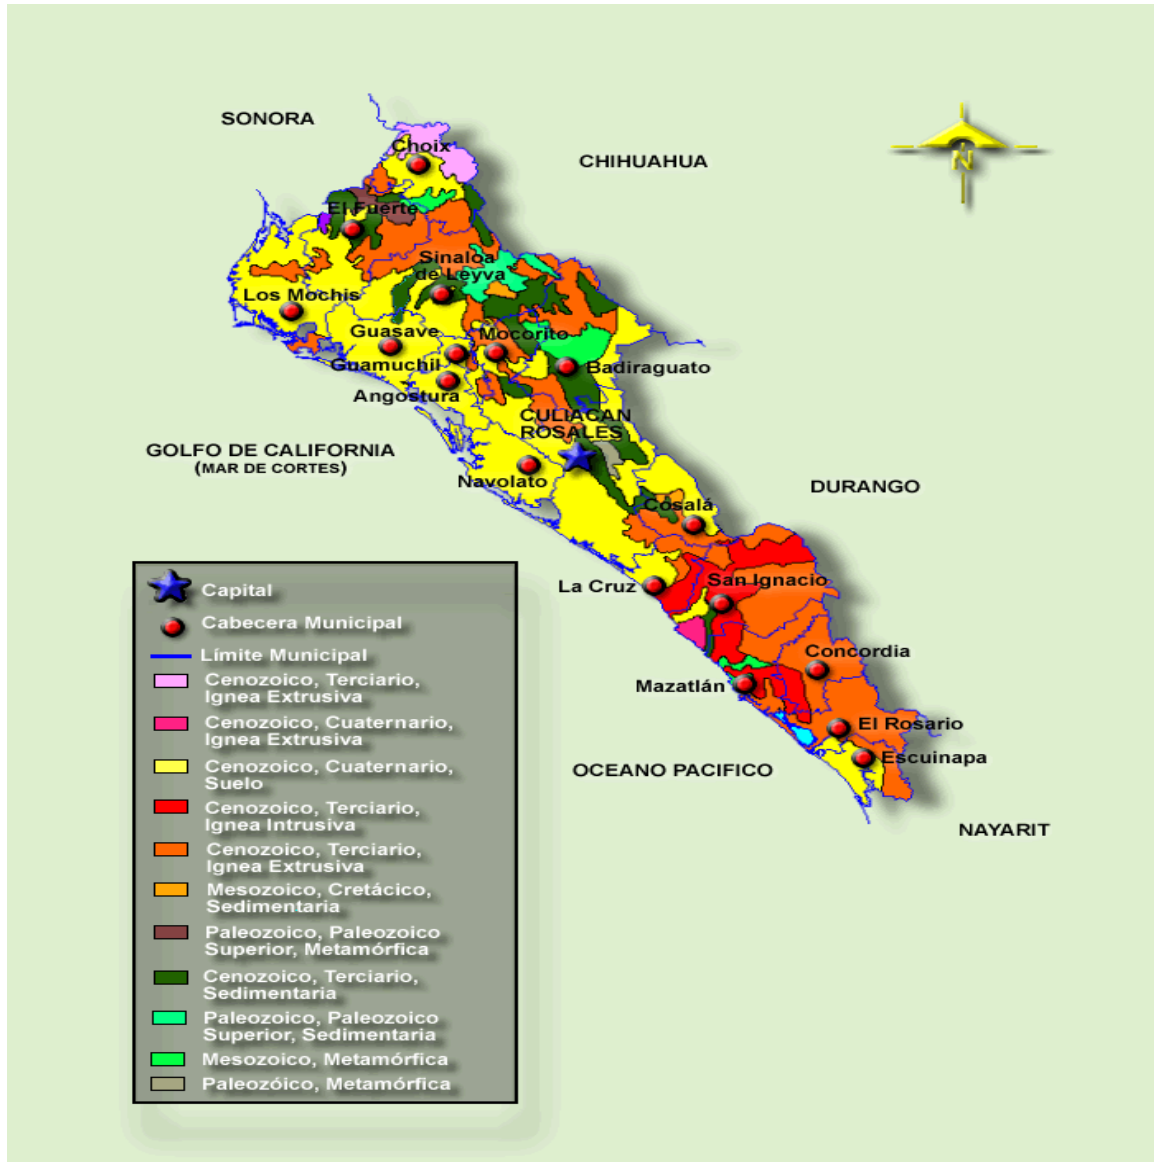 SONORA
CHIHUAHUA
Choix
N
El Fuerte
Sinaloa
de Leyva
Los Mochis
Guasave
Mocorito
Guamuchil
Badiraguato
Angostura
CULIACAN
ROSALES
GOLFO DE CALIFORNIA
(MAR DE CORTES)
Navolato
DURANGO
Cosalá
La Cruz
San Ignacio
Concordia
Mazatlán
El Rosario
Escuinapa
OCEANO PACIFICO
NAYARIT
Capital
Cabecera Municipal
Límite Municipal
Cenozoico, Terciario,
Ignea Extrusiva
Cenozoico, Cuaternario,
Ignea Extrusiva
Cenozoico, Cuaternario,
Suelo
Cenozoico, Terciario,
Ignea Intrusiva
Cenozoico, Terciario,
Ignea Extrusiva
Mesozoico, Cretácico,
Sedimentaria
Paleozoico, Paleozoico
Superior, Metamórfica
Cenozoico, Terciario,
Sedimentaria
Paleozoico, Paleozoico
Superior, Sedimentaria
Mesozoico, Metamórfica
Paleozóico, Metamórfica